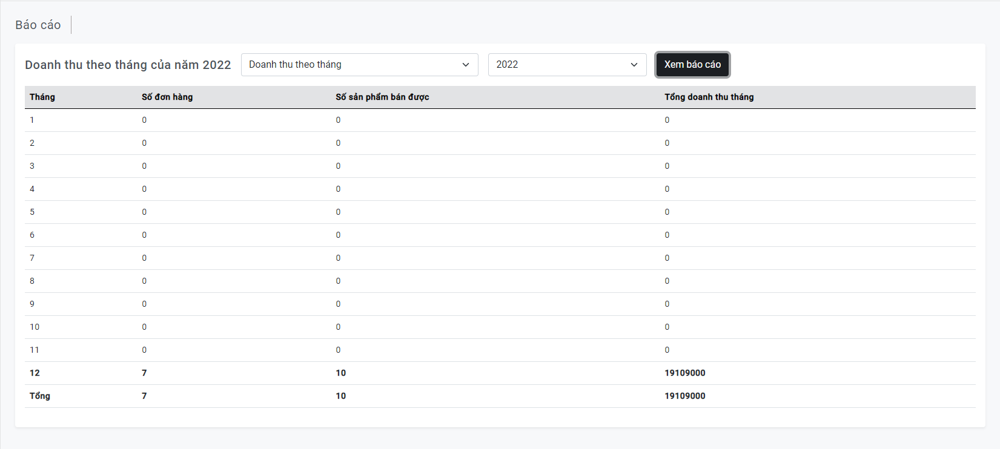 Báo cáo
Doanh thu theo tháng của năm 2022 Doanh thu theo tháng 2022 Xem báo cáo
Tháng Số đơn hàng Số sản phẩm bán được Tổng doanh thu tháng
1 0 0 0
2 0 0 0
3 0 0 0
4 0 0 0
5 0 0 0
6 0 0 0
7 0 0 0
8 0 0 0
9 0 0 0
10 0 0 0
11 0 0 0
12 7 10 19109000
Tổng 7 10 19109000